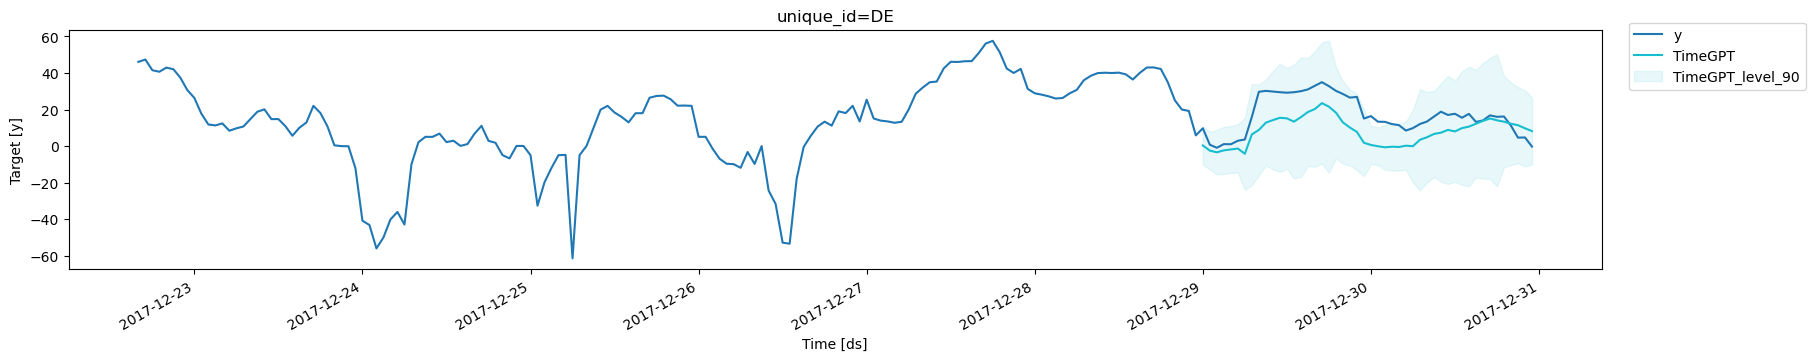 unique_id=DE
Target [y]
60
40
20
0
−20
−40
−60
2017-12-23
2017-12-24
2017-12-25
2017-12-26
2017-12-27
2017-12-28
2017-12-29
2017-12-30
2017-12-31
Time [ds]
y
TimeGPT
TimeGPT_level_90